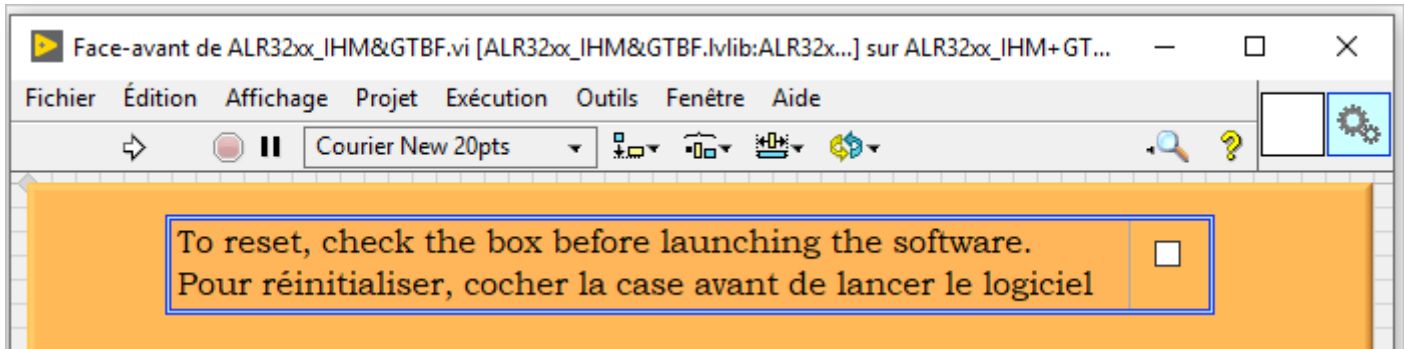 Face-avant de ALR32xx_IHM&GTBF.vi [ALR32xx_IHM&GTBF.lvlib:ALR32x...] sur ALR32xx_IHM+GT...
Fichier Édition Affichage Projet Exécution Outils Fenêtre Aide
Courier New 20pts
To reset, check the box before launching the software.
Pour réinitialiser, cocher la case avant de lancer le logiciel